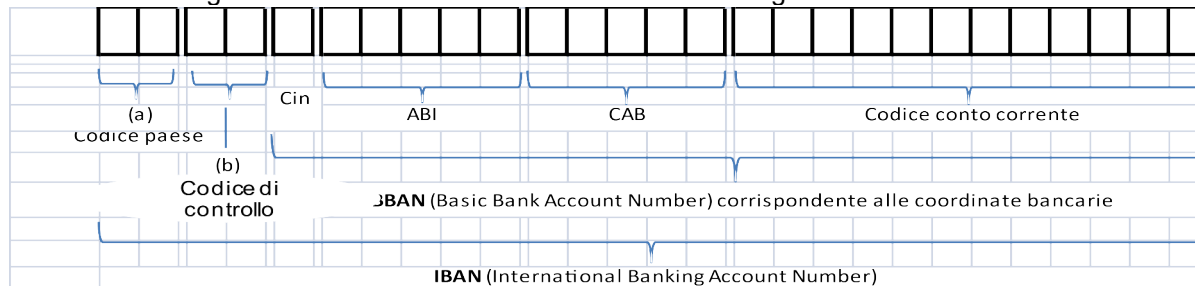 Cin
(a) ABI CAB Codice conto corrente
Codice paese
(b)
Codice di
controllo
BBAN (Basic Bank Account Number) corrispondente alle coordinate bancarie
IBAN (International Banking Account Number)